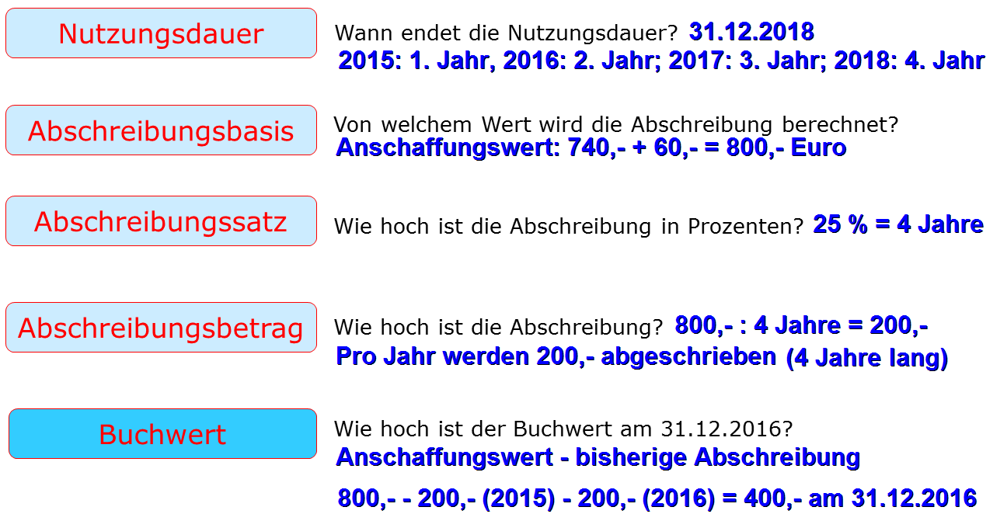 Nutzungsdauer
Wann endet die Nutzungsdauer? 31.12.2018
2015: 1. Jahr, 2016: 2. Jahr; 2017: 3. Jahr; 2018: 4. Jahr
Abschreibungsbasis
Von welchem Wert wird die Abschreibung berechnet?
Anschaffungswert: 740,- + 60,- = 800,- Euro
Abschreibungssatz
Wie hoch ist die Abschreibung in Prozenten? 25 % = 4 Jahre
Abschreibungsbetrag
Wie hoch ist die Abschreibung? 800,- : 4 Jahre = 200,-
Pro Jahr werden 200,- abgeschrieben (4 Jahre lang)
Buchwert
Wie hoch ist der Buchwert am 31.12.2016?
Anschaffungswert - bisherige Abschreibung
800,- - 200,- (2015) - 200,- (2016) = 400,- am 31.12.2016